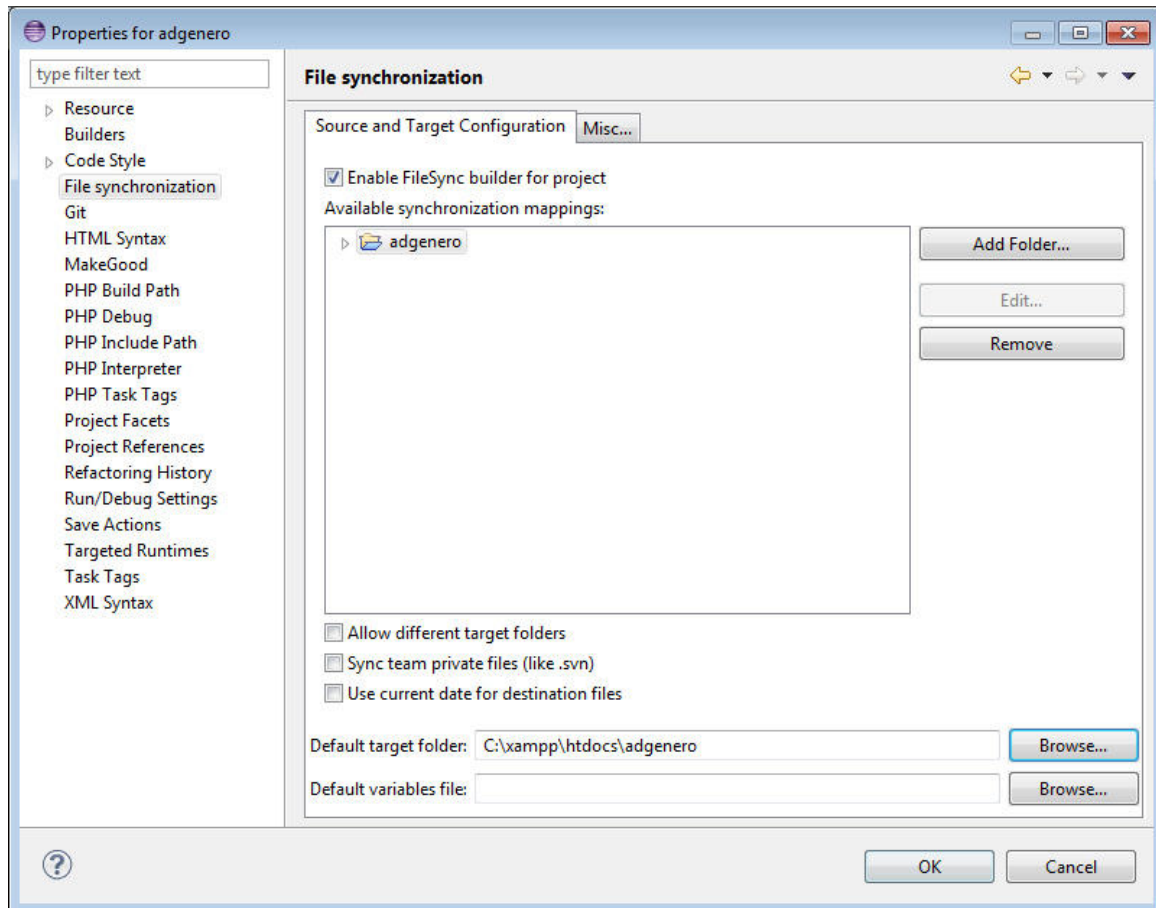 Properties for adgenero
type filter text
Resource
Builders
Code Style
File synchronization
Git
HTML Syntax
MakeGood
PHP Build Path
PHP Debug
PHP Include Path
PHP Interpreter
PHP Task Tags
Project Facets
Project References
Refactoring History
Run/Debug Settings
Save Actions
Targeted Runtimes
Task Tags
XML Syntax
File synchronization
Source and Target Configuration Misc...
Enable FileSync builder for project
Available synchronization mappings:
adgenero
Add Folder...
Edit...
Remove
Allow different target folders
Sync team private files (like .svn)
Use current date for destination files
Default target folder: C:\xampp\htdocs\adgenero Browse...
Default variables file: Browse...
? OK Cancel